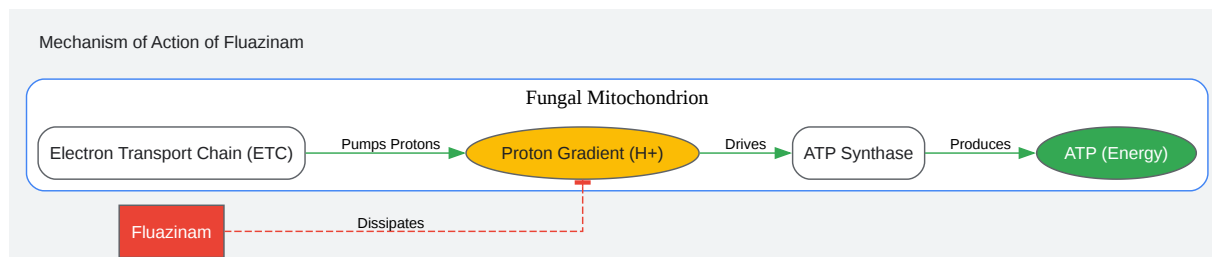 Mechanism of Action of Fluazinam
Fungal Mitochondrion
Electron Transport Chain (ETC)
Pumps Protons
Proton Gradient (H+)
Drives
ATP Synthase
Produces
ATP (Energy)
Fluazinam
Dissipates